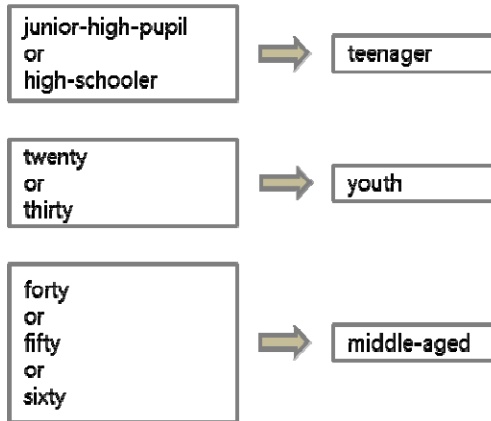 junior-high-pupil
or
high-schooler
teenager
twenty
or
thirty
youth
forty
or
fifty
or
sixty
middle-aged